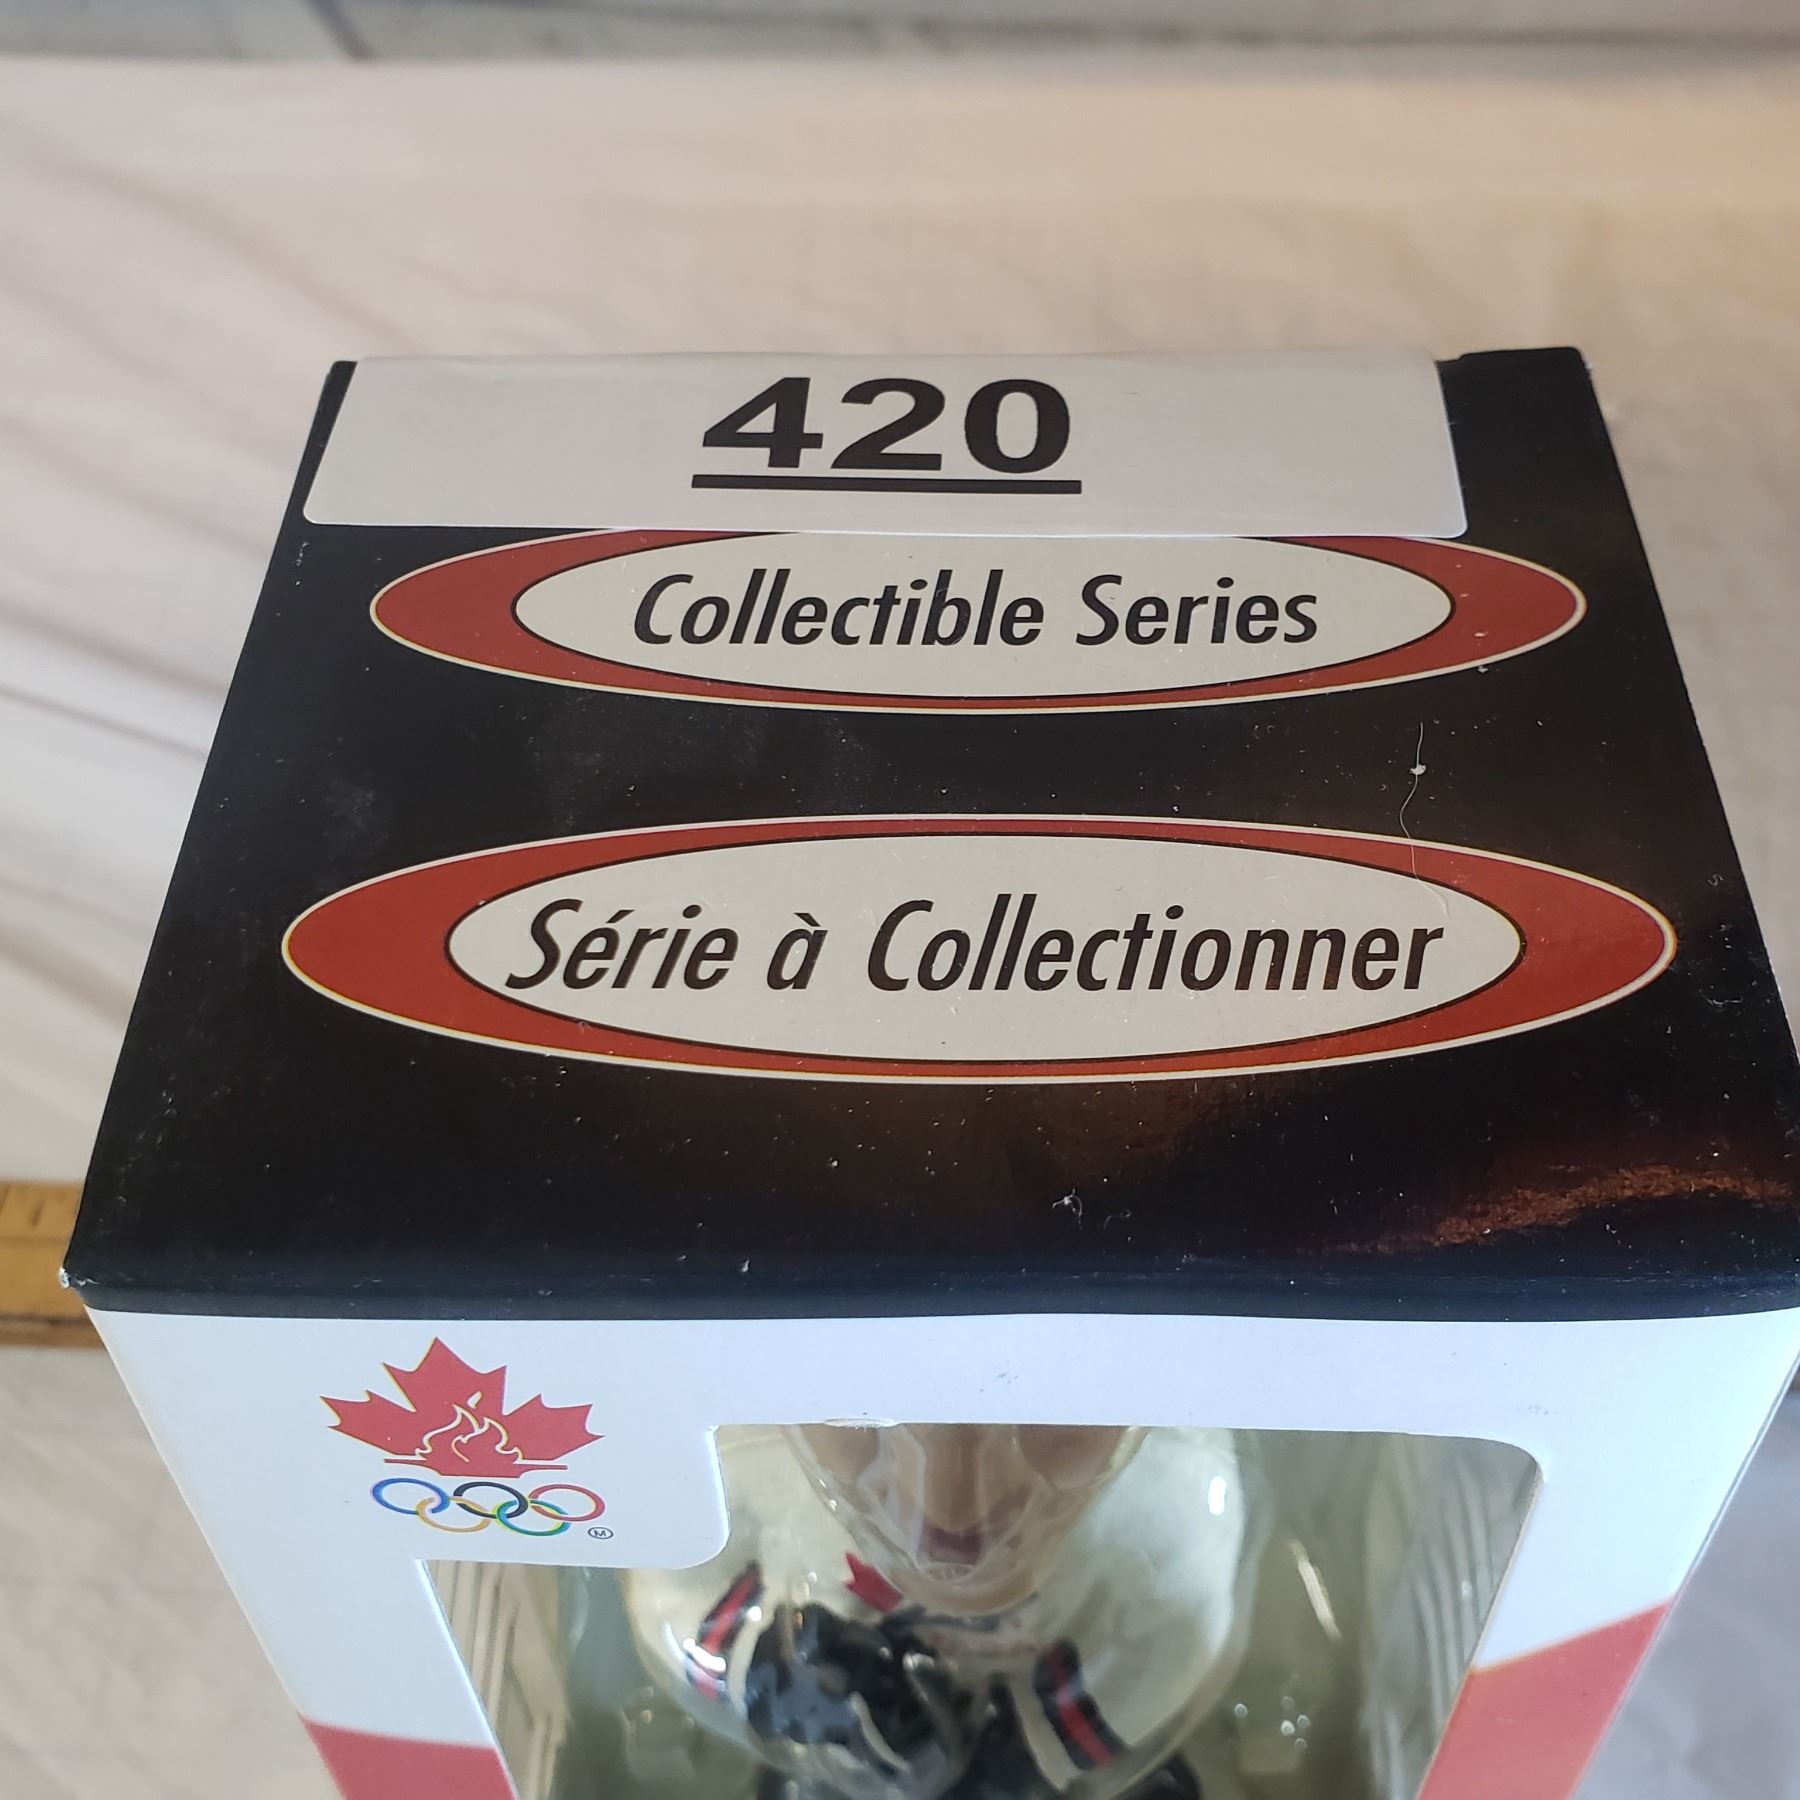 420
Collectible Series
Série à Collectionner
M